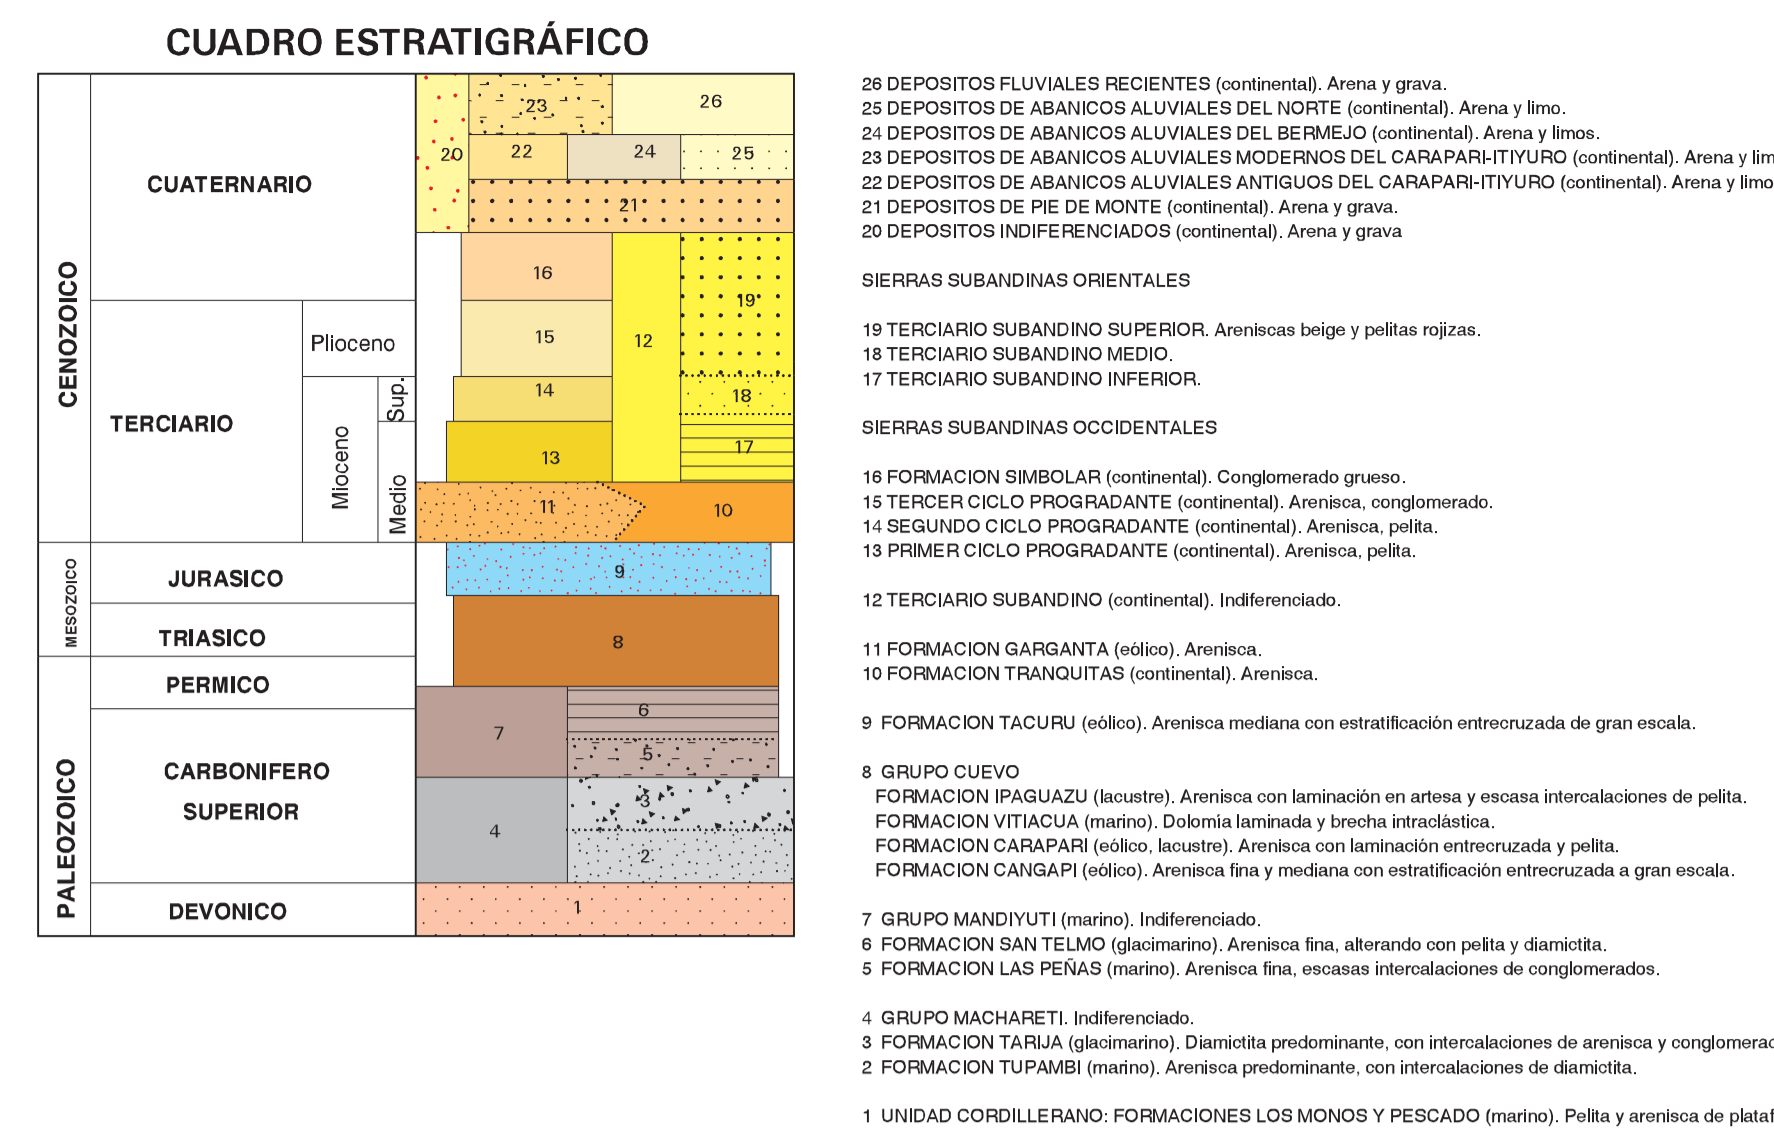 CUADRO ESTRATIGRÁFICO
CENOZOICO
CUATERNARIO
TERCIARIO
Plioceno
Mioceno
Sup.
Medio
MESOZOICO
JURASICO
TRIASICO
PALEOZOICO
PERMICO
CARBONIFERO
SUPERIOR
DEVONICO
23
26
20
22
24
25
21
16
19
15
12
14
18
13
17
11
10
9
8
7
6
5
4
3
2
1
26 DEPOSITOS FLUVIALES RECIENTES (continental). Arena y grava.
25 DEPOSITOS DE ABANICOS ALUVIALES DEL NORTE (continental). Arena y limo.
24 DEPOSITOS DE ABANICOS ALUVIALES DEL BERMEJO (continental). Arena y limos.
23 DEPOSITOS DE ABANICOS ALUVIALES MODERNOS DEL CARAPARI-ITIYURO (continental). Arena y lim
22 DEPOSITOS DE ABANICOS ALUVIALES ANTIGUOS DEL CARAPARI-ITIYURO (continental). Arena y limo
21 DEPOSITOS DE PIE DE MONTE (continental). Arena y grava.
20 DEPOSITOS INDIFERENCIADOS (continental). Arena y grava
SIERRAS SUBANDINAS ORIENTALES
19 TERCIARIO SUBANDINO SUPERIOR. Areniscas beige y pelitas rojizas.
18 TERCIARIO SUBANDINO MEDIO.
17 TERCIARIO SUBANDINO INFERIOR.
SIERRAS SUBANDINAS OCCIDENTALES
16 FORMACION SIMBOLAR (continental). Conglomerado grueso.
15 TERCER CICLO PROGRADANTE (continental). Arenisca, conglomerado.
14 SEGUNDO CICLO PROGRADANTE (continental). Arenisca, pelita.
13 PRIMER CICLO PROGRADANTE (continental). Arenisca, pelita.
12 TERCIARIO SUBANDINO (continental). Indiferenciado.
11 FORMACION GARGANTA (eólico). Arenisca.
10 FORMACION TRANQUITAS (continental). Arenisca.
9 FORMACION TACURU (eólico). Arenisca mediana con estratificación entrecruzada de gran escala.
8 GRUPO CUEVO
FORMACION IPAGUAZU (lacustre). Arenisca con laminación en artesa y escasa intercalaciones de pelita.
FORMACION VITIACUA (marino). Dolomía laminada y brecha intraclástica.
FORMACION CARAPARI (eólico, lacustre). Arenisca con laminación entrecruzada y pelita.
FORMACION CANGAPI (eólico). Arenisca fina y mediana con estratificación entrecruzada a gran escala.
7 GRUPO MANDIYUTI (marino). Indiferenciado.
6 FORMACION SAN TELMO (glacimarino). Arenisca fina, alterando con pelita y diamictita.
5 FORMACION LAS PEÑAS (marino). Arenisca fina, escasas intercalaciones de conglomerados.
4 GRUPO MACHARETI. Indiferenciado.
3 FORMACION TARIJA (glacimarino). Diamictita predominante, con intercalaciones de arenisca y conglomerac
2 FORMACION TUPAMBI (marino). Arenisca predominante, con intercalaciones de diamictita.
1 UNIDAD CORDILLERANO: FORMACIONES LOS MONOS Y PESCADO (marino). Pelita y arenisca de plataf